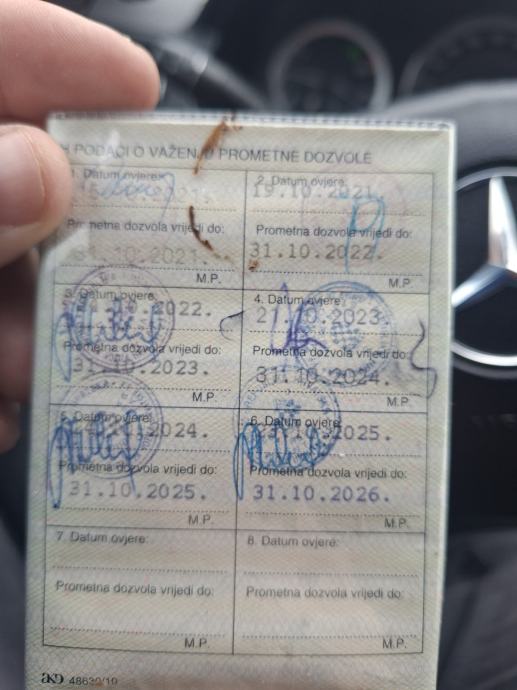 H PODACI O VAŽENJU PROMETNE DOZVOLE
1. Datum ovjere:
Prometna dozvola vrijedi do:
31.10.2021.
M.P.
2. Datum ovjere:
19.10.2021.
Prometna dozvola vrijedi do:
31.10.2022.
M.P.
3. Datum ovjere:
2022.
Prometna dozvola vrijedi do:
31.10.2023.
M.P.
4. Datum ovjere:
10.2023.
Prometna dozvola vrijedi do:
31.10.2024.
M.P.
5. Datum ovjere:
2024.
Prometna dozvola vrijedi do:
31.10.2025.
M.P.
6. Datum ovjere:
2025.
Prometna dozvola vrijedi do:
31.10.2026.
M.P.
7. Datum ovjere:
Prometna dozvola vrijedi do:
M.P.
8. Datum ovjere:
Prometna dozvola vrijedi do:
M.P.